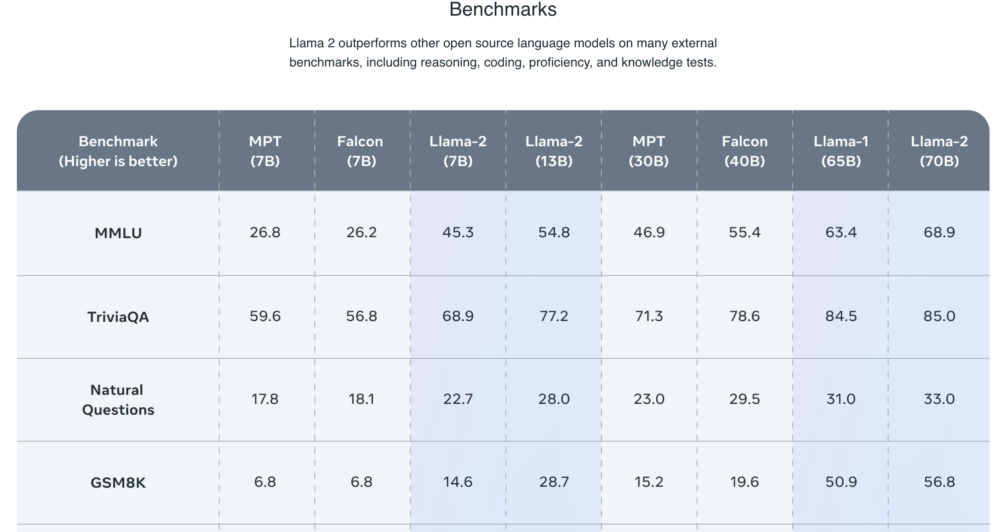 Benchmarks
Llama 2 outperforms other open source language models on many external
benchmarks, including reasoning, coding, proficiency, and knowledge tests.
Benchmark (Higher is better) MPT (7B) Falcon (7B) Llama-2 (7B) Llama-2 (13B) MPT (30B) Falcon (40B) Llama-1 (65B) Llama-2 (70B)
MMLU 26.8 26.2 45.3 54.8 46.9 55.4 63.4 68.9
TriviaQA 59.6 56.8 68.9 77.2 71.3 78.6 84.5 85.0
Natural Questions 17.8 18.1 22.7 28.0 23.0 29.5 31.0 33.0
GSM8K 6.8 6.8 14.6 28.7 15.2 19.6 50.9 56.8